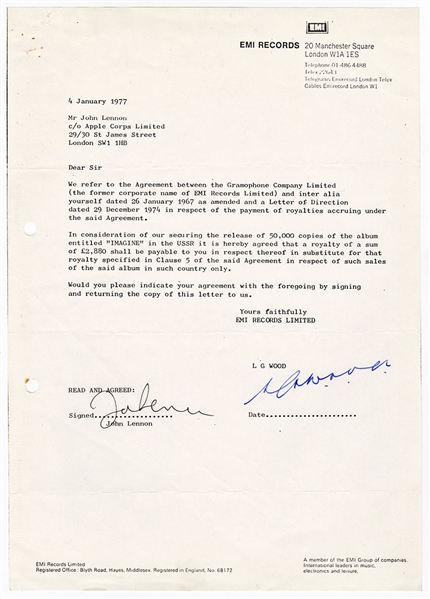 EMI
EMI RECORDS 20 Manchester Square
London W1A 1ES
Telephone 01 486 4488
Telegrams Emirecord London Telex
Cables Emirecord London W1
4 January 1977
Mr John Lennon
c/o Apple Corps Limited
29/30 St James Street
London SW1 1HB
Dear Sir
We refer to the Agreement between the Gramophone Company Limited
(the former corporate name of EMI Records Limited) and inter alia
yourself dated 26 January 1967 as amended and a Letter of Direction
dated 29 December 1974 in respect of the payment of royalties accruing under
the said Agreement.
In consideration of our securing the release of 50,000 copies of the album
entitled "IMAGINE" in the USSR it is hereby agreed that a royalty of a sum
of £2,880 shall be payable to you in respect thereof in substitute for that
royalty specified in Clause 5 of the said Agreement in respect of such sales
of the said album in such country only.
Would you please indicate your agreement with the foregoing by signing
and returning the copy of this letter to us.
Yours faithfully
EMI RECORDS LIMITED
L G WOOD
L G Wood
READ AND AGREED:
Signed..................
John Lennon
Date.....................
EMI Records Limited
Registered Office: Blyth Road, Hayes, Middlesex. Registered in England, No. 68172
A member of the EMI Group of companies.
International leaders in music,
electronics and leisure.